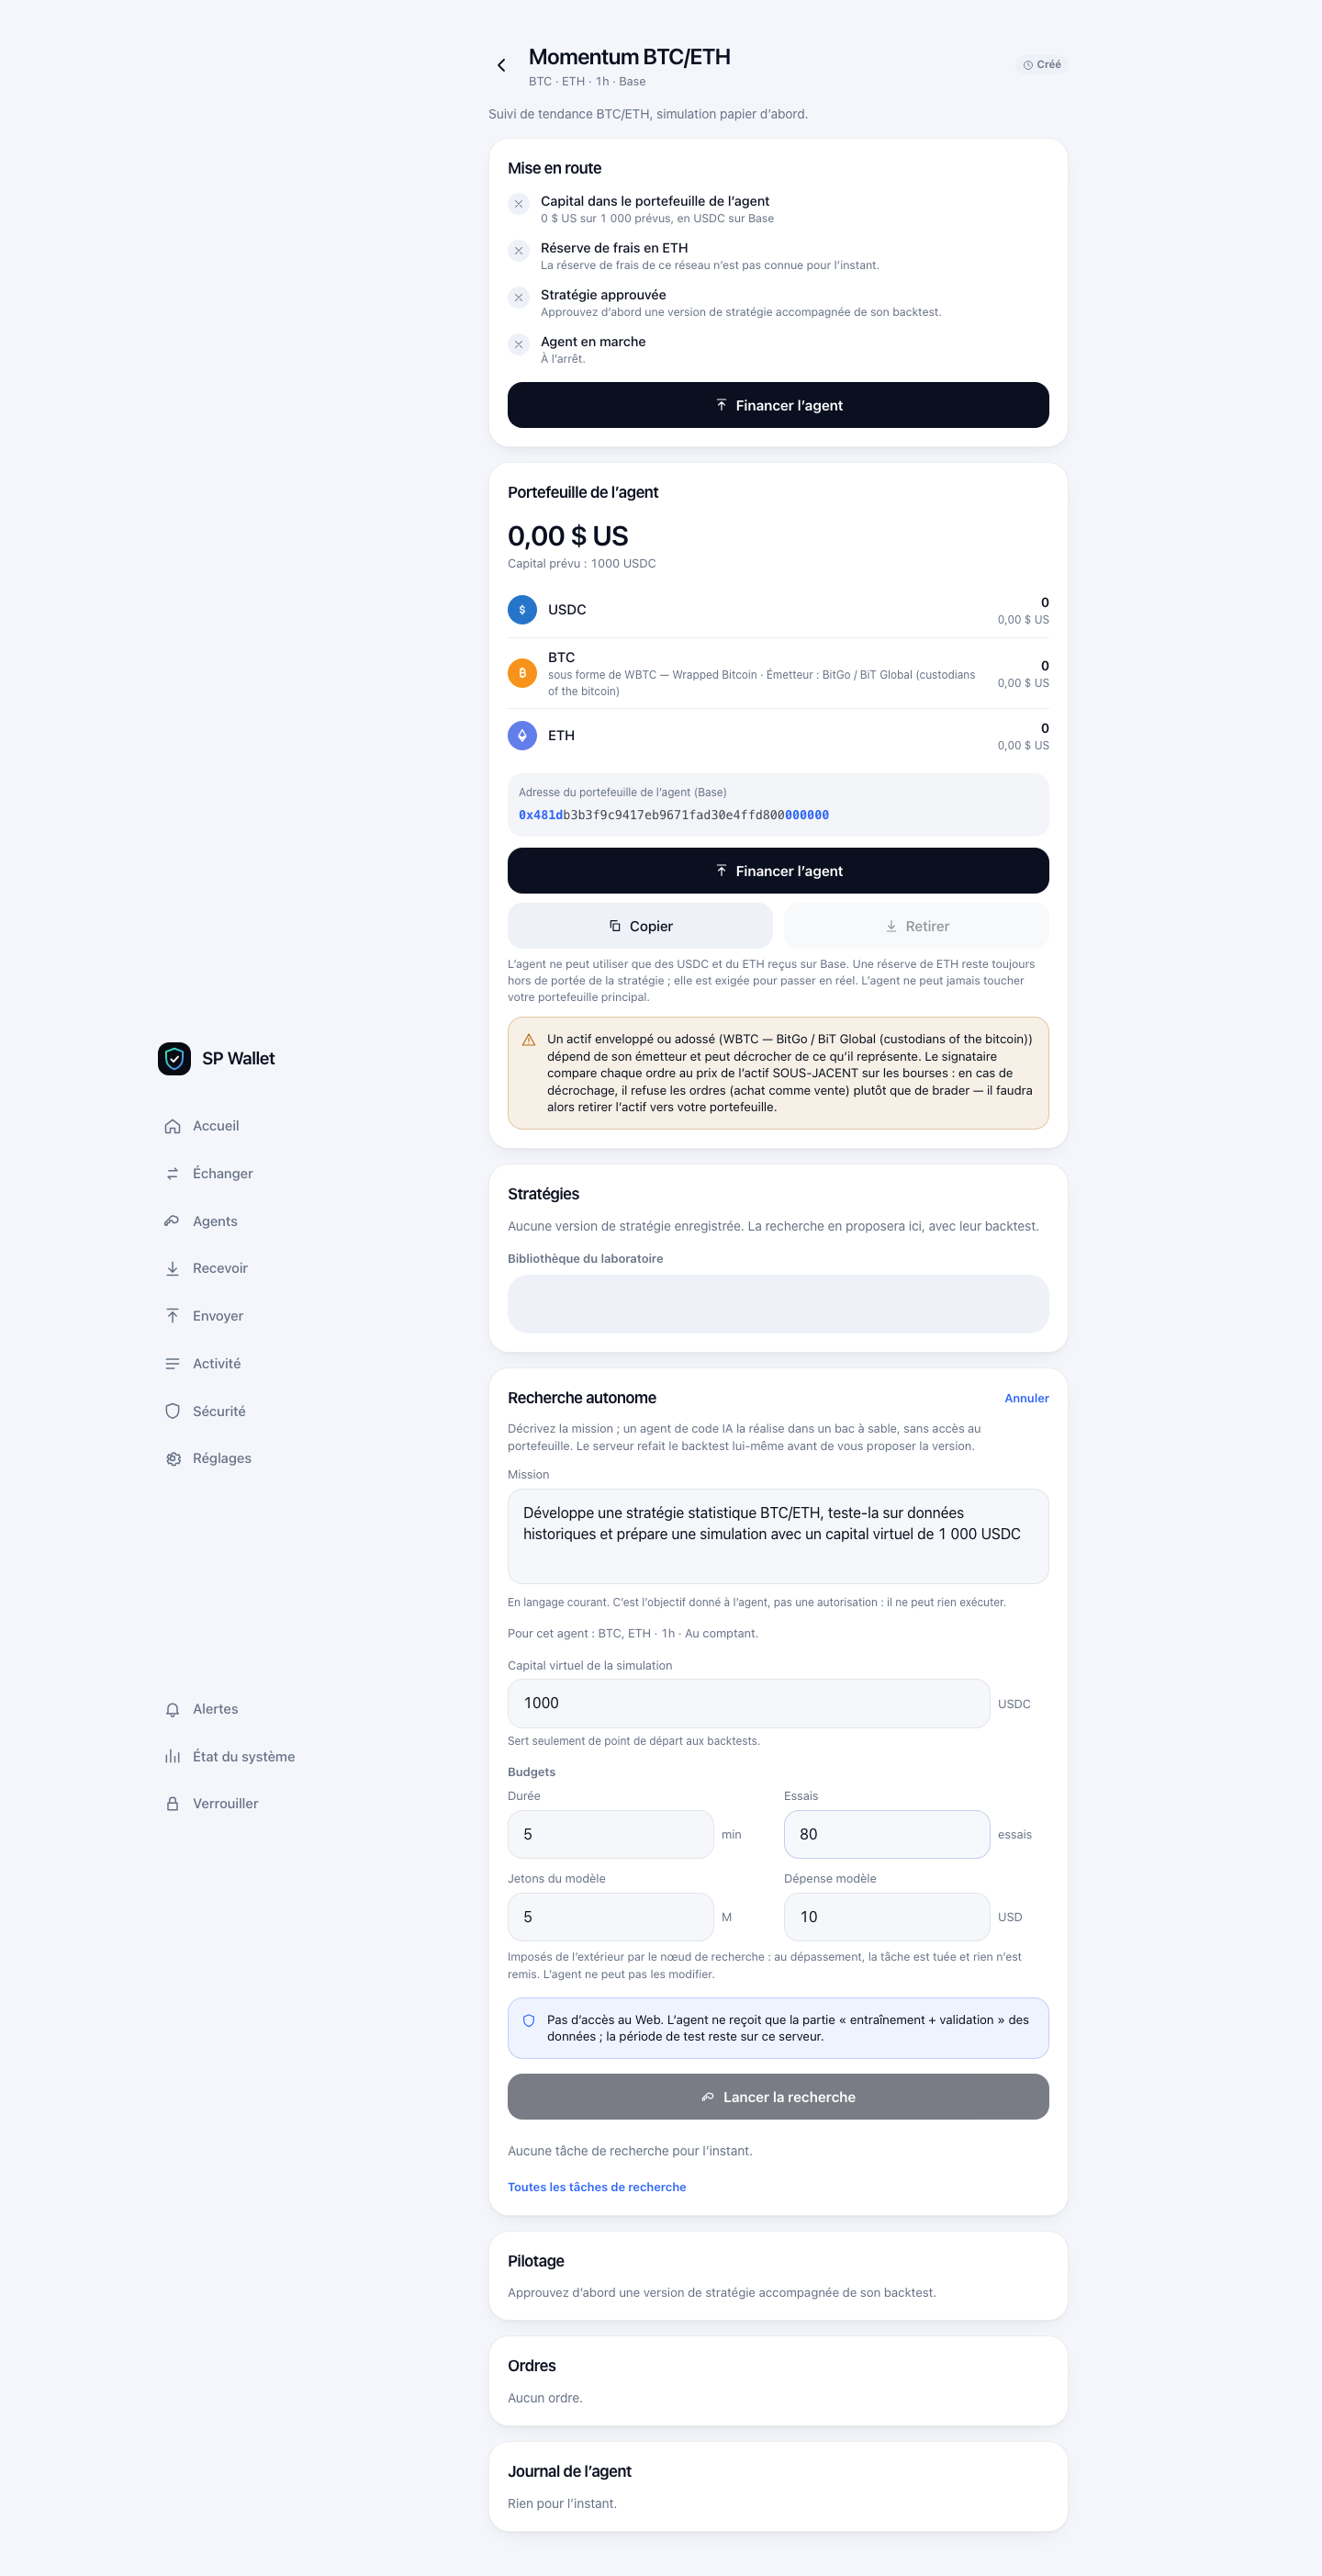 Momentum BTC/ETH
BTC · ETH · 1h · Base
Créé
Suivi de tendance BTC/ETH, simulation papier d’abord.
Mise en route
Capital dans le portefeuille de l’agent
0 $ US sur 1 000 prévus, en USDC sur Base
Réserve de frais en ETH
La réserve de frais de ce réseau n’est pas connue pour l’instant.
Stratégie approuvée
Approuvez d’abord une version de stratégie accompagnée de son backtest.
Agent en marche
À l’arrêt.
Financer l’agent
Portefeuille de l’agent
0,00 $ US
Capital prévu : 1000 USDC
USDC
0
0,00 $ US
BTC
sous forme de WBTC — Wrapped Bitcoin · Émetteur : BitGo / BiT Global (custodians
of the bitcoin)
0
0,00 $ US
ETH
0
0,00 $ US
Adresse du portefeuille de l’agent (Base)
0x481db3b3f9c9417eb9671fad30e4ffd800000000
Financer l’agent
Copier
Retirer
L’agent ne peut utiliser que des USDC et du ETH reçus sur Base. Une réserve de ETH reste toujours
hors de portée de la stratégie ; elle est exigée pour passer en réel. L’agent ne peut jamais toucher
votre portefeuille principal.
Un actif enveloppé ou adossé (WBTC — BitGo / BiT Global (custodians of the bitcoin))
dépend de son émetteur et peut décrocher de ce qu’il représente. Le signataire
compare chaque ordre au prix de l’actif SOUS-JACENT sur les bourses : en cas de
décrochage, il refuse les ordres (achat comme vente) plutôt que de brader — il faudra
alors retirer l’actif vers votre portefeuille.
SP Wallet
Accueil
Échanger
Agents
Recevoir
Envoyer
Activité
Sécurité
Réglages
Alertes
État du système
Verrouiller
Stratégies
Aucune version de stratégie enregistrée. La recherche en proposera ici, avec leur backtest.
Bibliothèque du laboratoire
Recherche autonome
Annuler
Décrivez la mission ; un agent de code IA la réalise dans un bac à sable, sans accès au
portefeuille. Le serveur refait le backtest lui-même avant de vous proposer la version.
Mission
Développe une stratégie statistique BTC/ETH, teste-la sur données
historiques et prépare une simulation avec un capital virtuel de 1 000 USDC
En langage courant. C’est l’objectif donné à l’agent, pas une autorisation : il ne peut rien exécuter.
Pour cet agent : BTC, ETH · 1h · Au comptant.
Capital virtuel de la simulation
1000
USDC
Sert seulement de point de départ aux backtests.
Budgets
Durée
Essais
5
min
80
essais
Jetons du modèle
Dépense modèle
5
M
10
USD
Imposés de l’extérieur par le nœud de recherche : au dépassement, la tâche est tuée et rien n’est
remis. L’agent ne peut pas les modifier.
Pas d’accès au Web. L’agent ne reçoit que la partie « entraînement + validation » des
données ; la période de test reste sur ce serveur.
Lancer la recherche
Aucune tâche de recherche pour l’instant.
Toutes les tâches de recherche
Pilotage
Approuvez d’abord une version de stratégie accompagnée de son backtest.
Ordres
Aucun ordre.
Journal de l’agent
Rien pour l’instant.